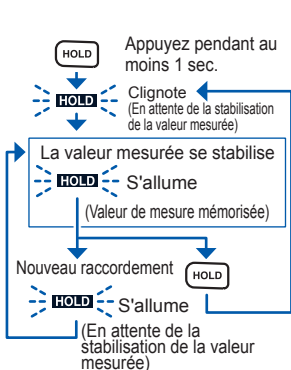 HOLD
Appuyez pendant au
moins 1 sec.
HOLD
Clignote
(En attente de la stabilisation
de la valeur mesurée)
La valeur mesurée se stabilise
HOLD
S'allume
(Valeur de mesure mémorisée)
Nouveau raccordement
HOLD
HOLD
S'allume
(En attente de la
stabilisation de la valeur
mesurée)